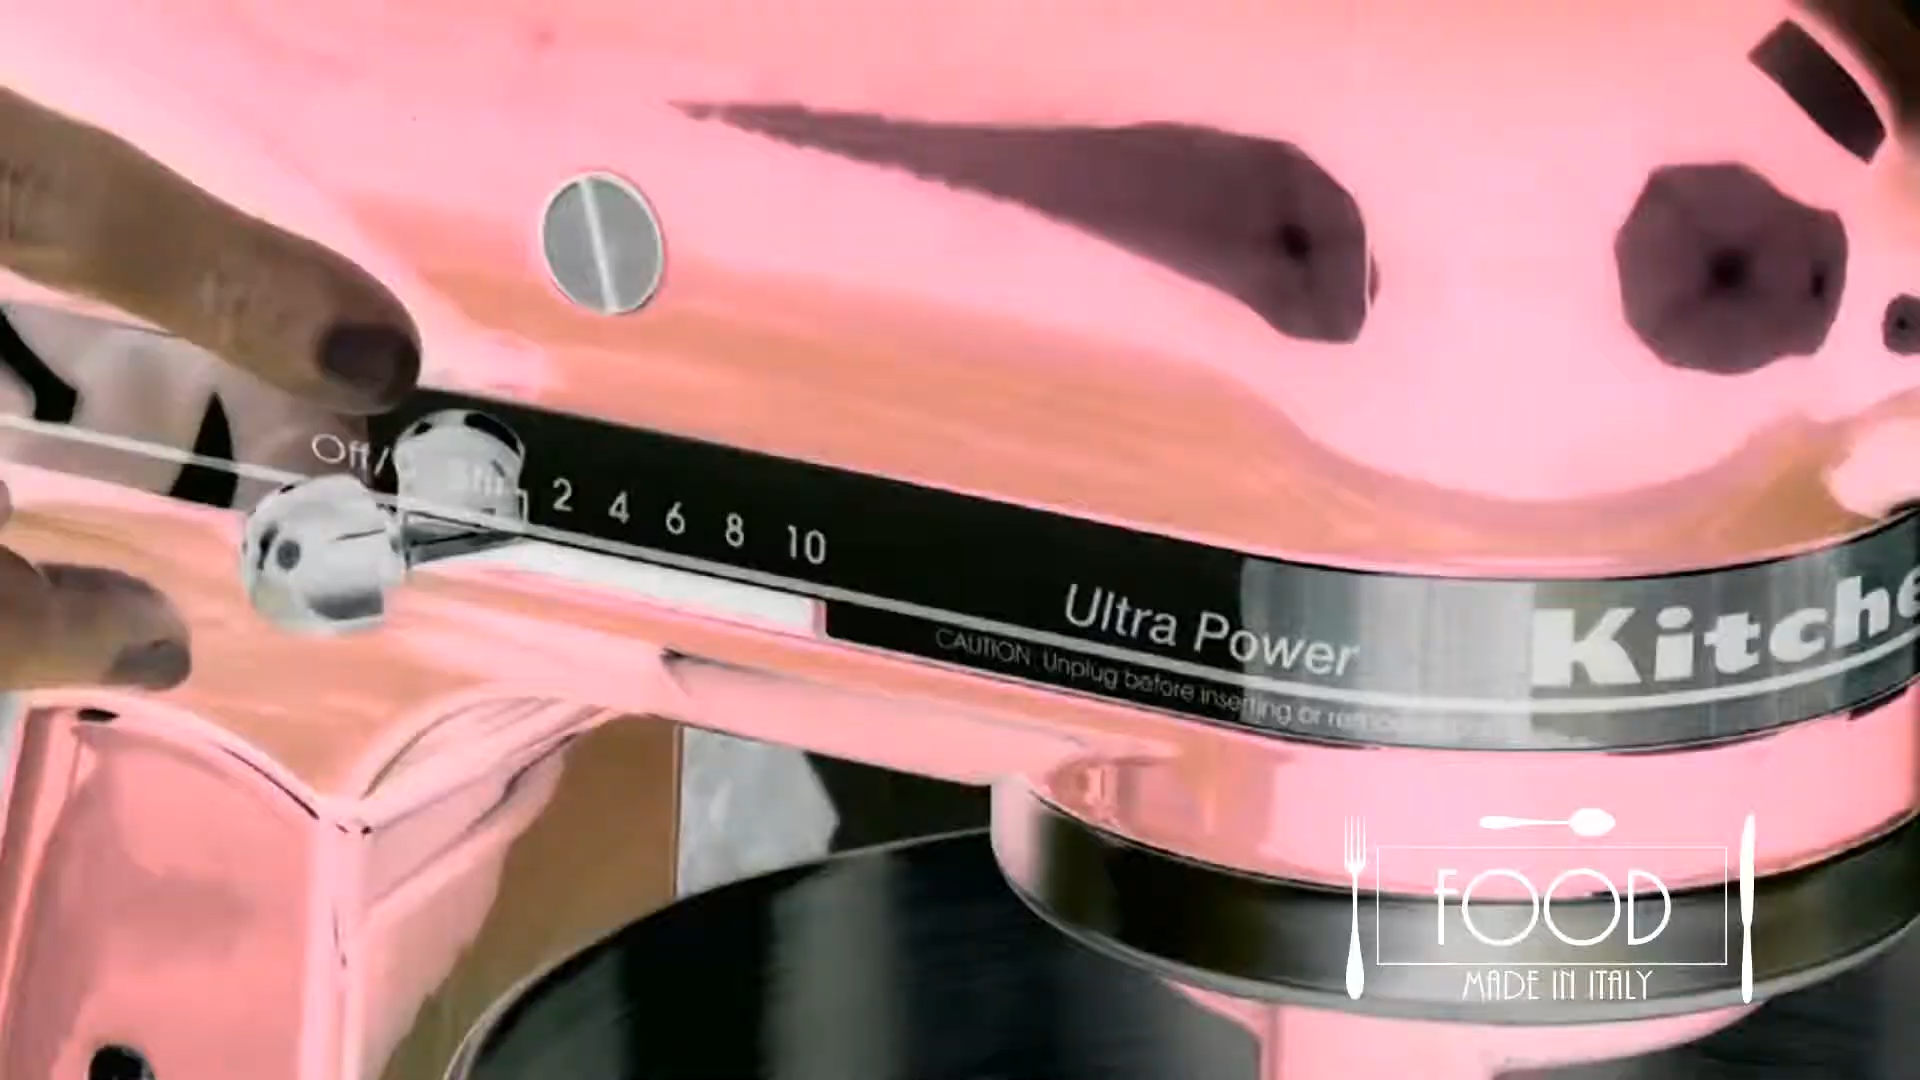 Off/
2 4 6 8 10
Ultra Power
Kitche
CAUTION: Unplug before inserting or
FOOD
MADE IN ITALY